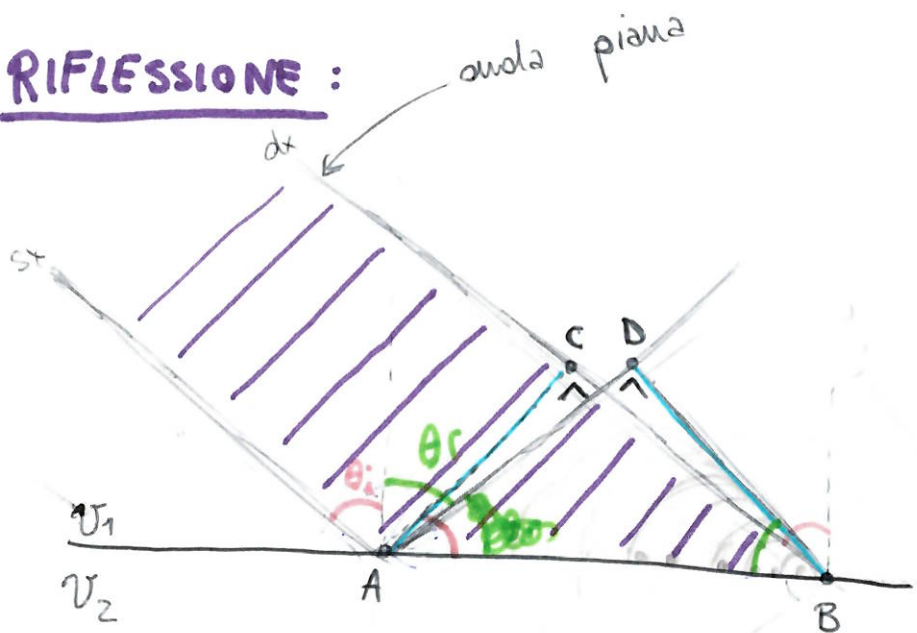 RIFLESSIONE :
onda piana
dx
sx
C
D
θi
θr
V1
V2
A
B